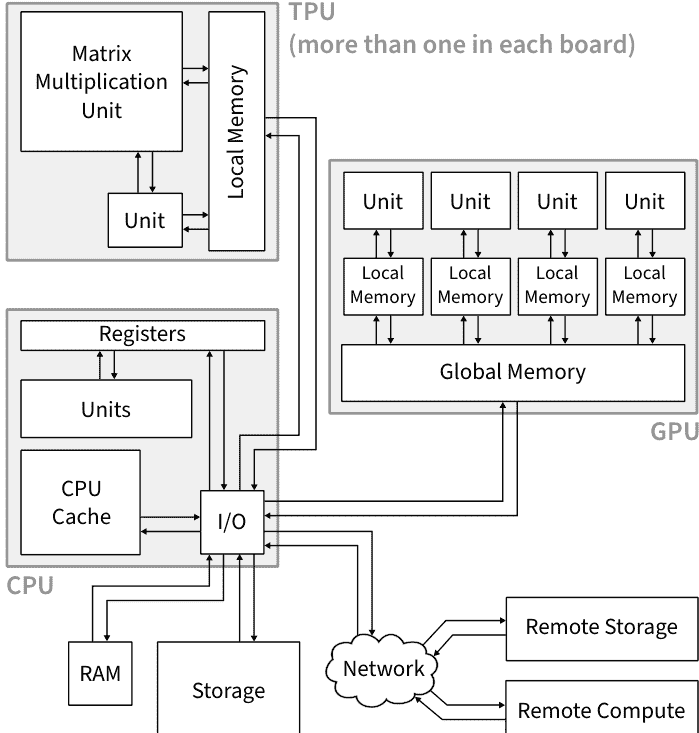 TPU
(more than one in each board)
Matrix
Multiplication
Unit
Local Memory
Unit
Unit
Unit
Unit
Unit
Local
Memory
Local
Memory
Local
Memory
Local
Memory
Global Memory
GPU
Registers
Units
CPU
Cache
I/O
CPU
RAM
Storage
Network
Remote Storage
Remote Compute